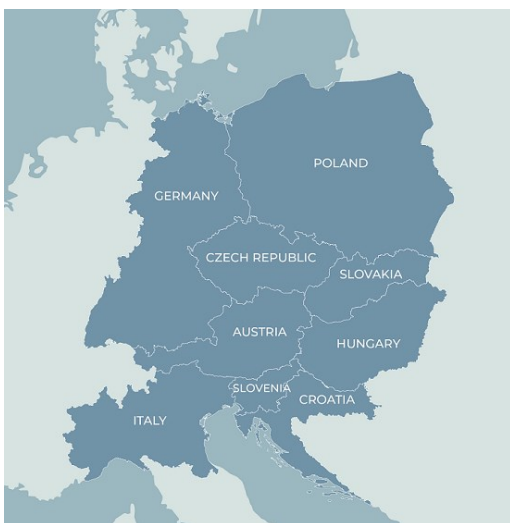 POLAND
GERMANY
CZECH REPUBLIC
SLOVAKIA
AUSTRIA
HUNGARY
SLOVENIA
CROATIA
ITALY